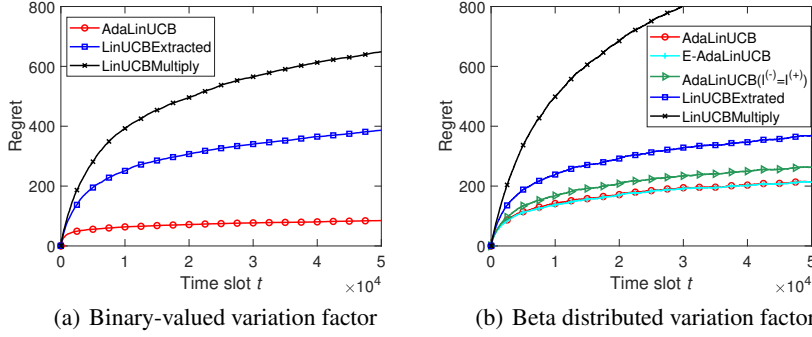 800
600
400
200
0
Regret
AdaLinUCB
LinUCBExtracted
LinUCBMultiply
0 1 2 3 4 5
Time slot t
×10^4
(a) Binary-valued variation factor
800
600
400
200
0
Regret
AdaLinUCB
E-AdaLinUCB
AdaLinUCB(l^(-)=l^(+))
LinUCBExtrated
LinUCBMultiply
0 1 2 3 4 5
Time slot t
×10^4
(b) Beta distributed variation factor